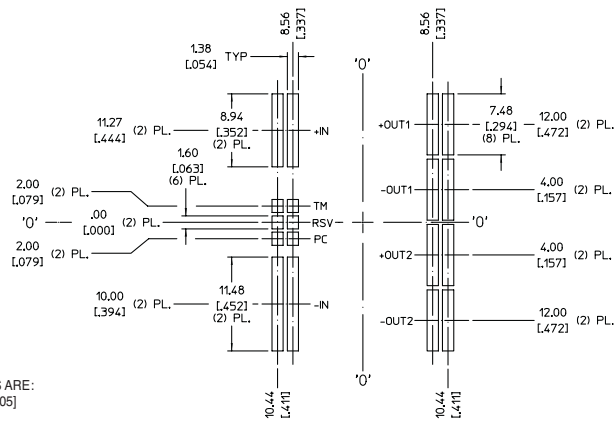 8.56
[.337]
8.56
[.337]
1.38
[.054]
TYP
'0'
'0'
11.27
[.444]
(2) PL.
8.94
[.352]
(2) PL.
+IN
+OUT1
7.48
[.294]
(8) PL.
12.00
[.472]
(2) PL.
1.60
[.063]
(6) PL.
2.00
[.079]
(2) PL.
TM
-OUT1
4.00
[.157]
(2) PL.
'0'
.00
[.000]
(2) PL.
RSV
'0'
2.00
[.079]
(2) PL.
PC
+OUT2
4.00
[.157]
(2) PL.
10.00
[.394]
(2) PL.
11.48
[.452]
(2) PL.
-IN
-OUT2
12.00
[.472]
(2) PL.
S ARE:
05]
'0'
10.44
[.411]
10.44
[.411]